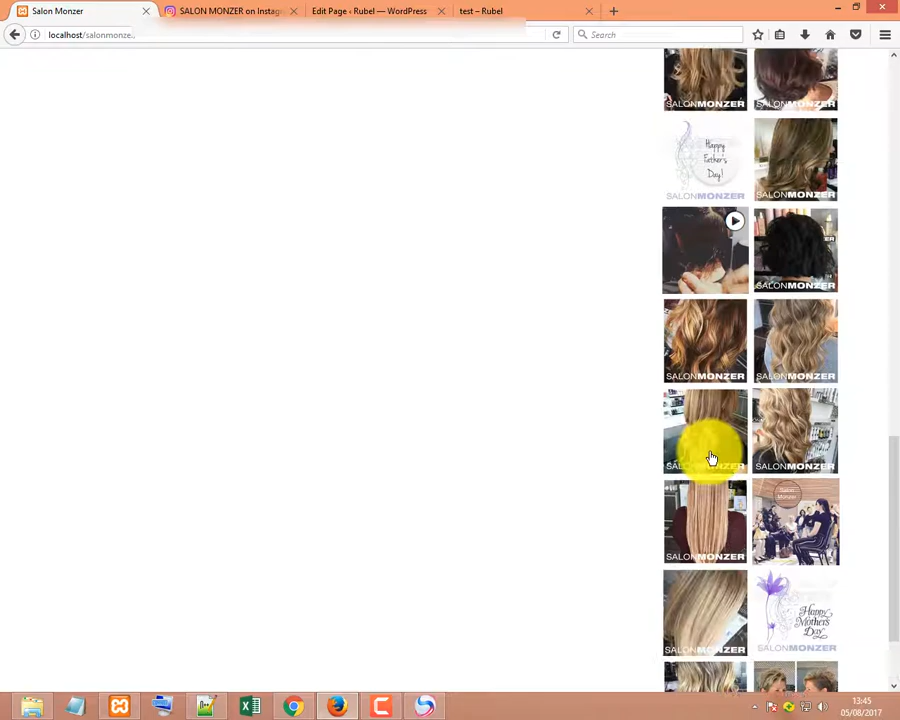 Salon Monzer
SALON MONZER on Instag
Edit Page ‹ Rubel — WordPress
test – Rubel
localhost/salonmonze
Search
SALONMONZER
SALONMONZER
Happy
Father's
Day!
SALONMONZER
SALONMONZER
SALONMONZER
SALONMONZER
SALONMONZER
SALONMONZER
SALONMONZER
SALONMONZER
Salon
Monzer
SALONMONZER
Happy
Mother's
Day
SALONMONZER
13:45
05/08/2017